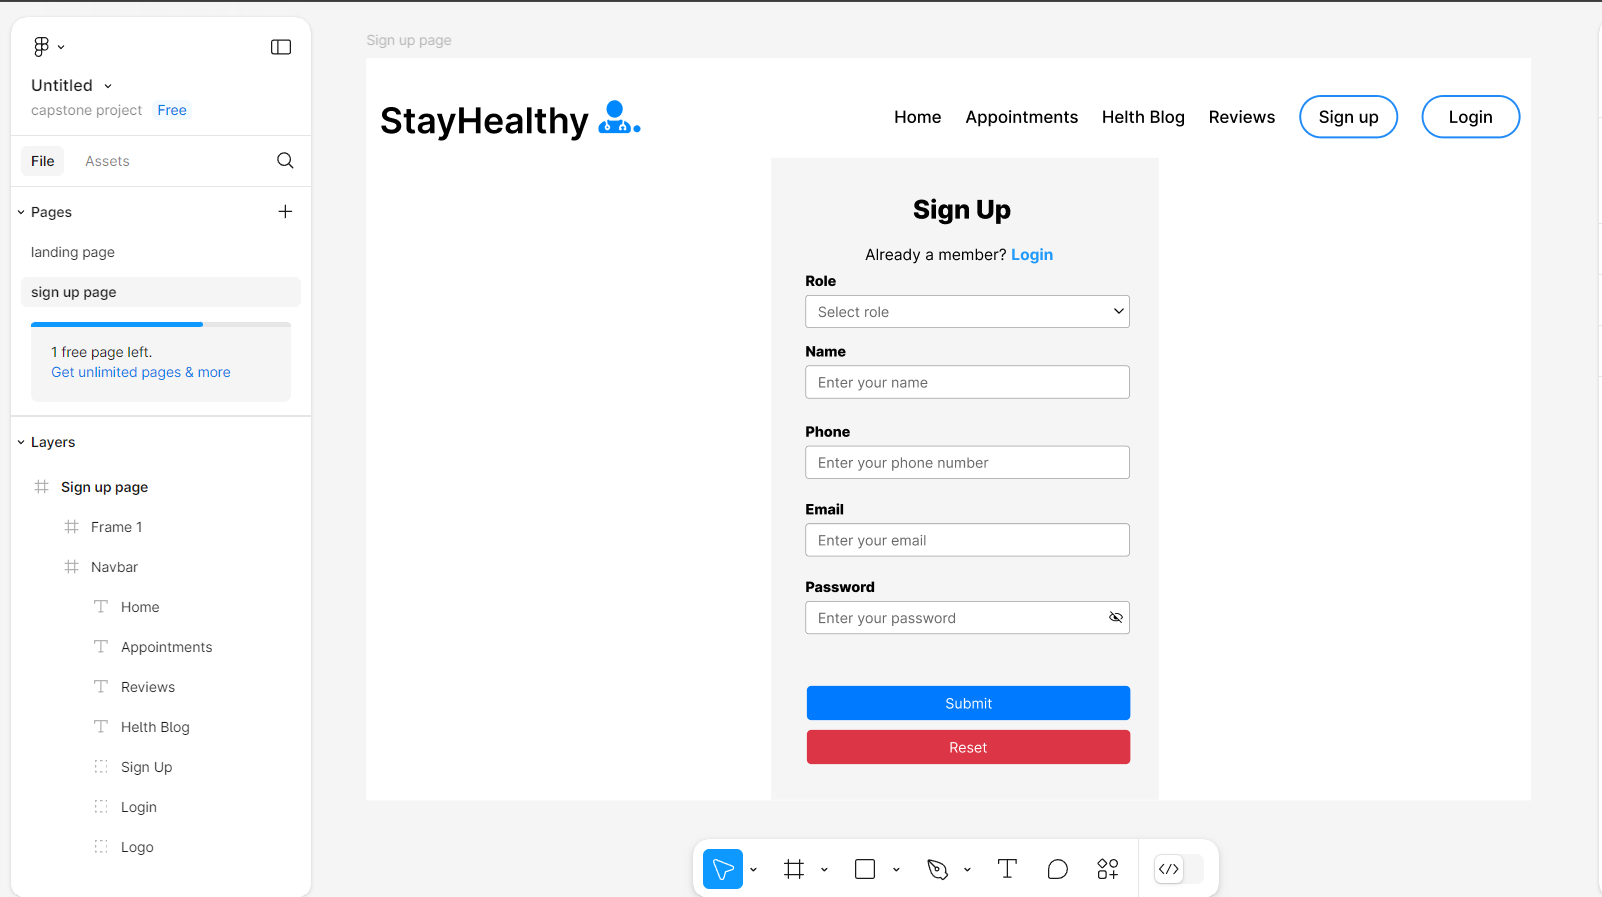 Untitled
capstone project Free
File Assets
Pages
landing page
sign up page
1 free page left.
Get unlimited pages & more
Layers
Sign up page
Frame 1
Navbar
Home
Appointments
Reviews
Helth Blog
Sign Up
Login
Logo
Sign up page
StayHealthy Home Appointments Helth Blog Reviews Sign up Login
Sign Up
Already a member? Login
Role
Select role
Name
Enter your name
Phone
Enter your phone number
Email
Enter your email
Password
Enter your password
Submit
Reset